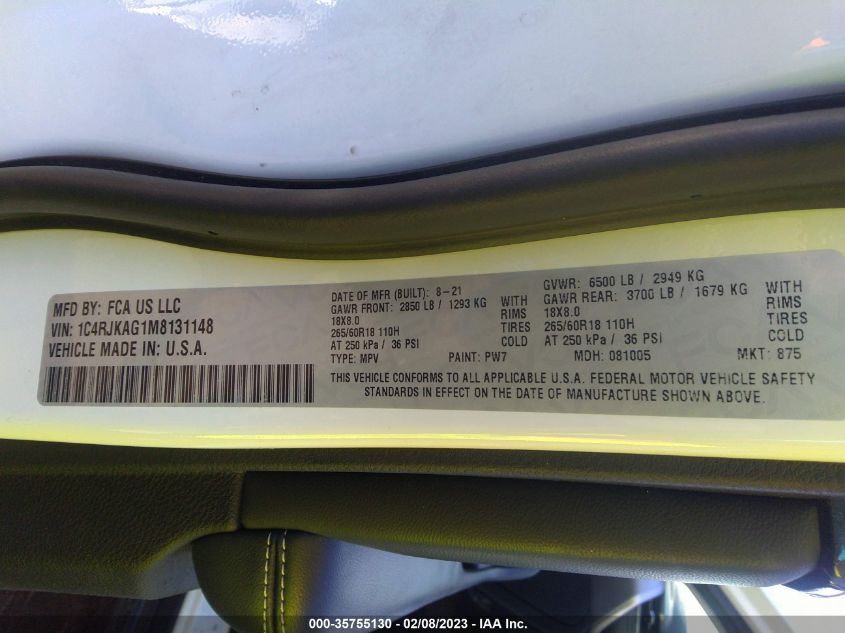 MFD BY: FCA US LLC
VIN: 1C4RJKAG1M8131148
VEHICLE MADE IN: U.S.A.
DATE OF MFR (BUILT): 8-21
GAWR FRONT: 2850 LB / 1293 KG
18X8.0
265/60R18 110H
AT 250 kPa / 36 PSI
TYPE: MPV PAINT: PW7
GVWR: 6500 LB / 2949 KG
GAWR REAR: 3700 LB / 1679 KG
18X8.0
265/60R18 110H
AT 250 kPa / 36 PSI
MDH: 081005 MKT: 875
WITH
RIMS
TIRES
COLD
WITH
RIMS
TIRES
COLD
THIS VEHICLE CONFORMS TO ALL APPLICABLE U.S.A. FEDERAL MOTOR VEHICLE SAFETY
STANDARDS IN EFFECT ON THE DATE OF MANUFACTURE SHOWN ABOVE.
000-35755130 - 02/08/2023 - IAA Inc.